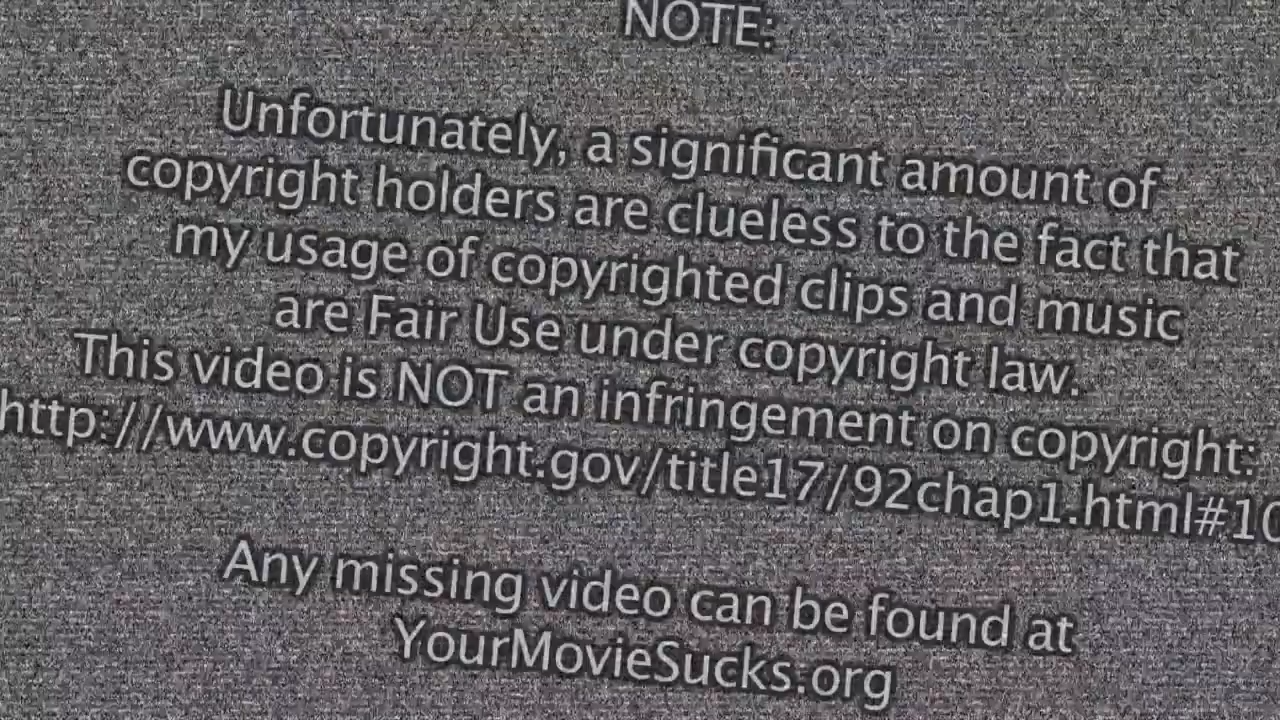 NOTE:
Unfortunately, a significant amount of
copyright holders are clueless to the fact that
my usage of copyrighted clips and music
are Fair Use under copyright law.
This video is NOT an infringement on copyright:
http://www.copyright.gov/title17/92chap1.html#10
Any missing video can be found at
YourMovieSucks.org